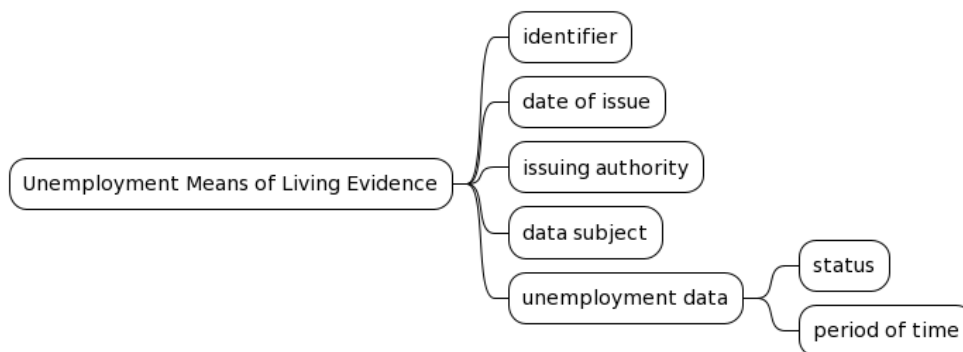 Unemployment Means of Living Evidence
identifier
date of issue
issuing authority
data subject
unemployment data
status
period of time